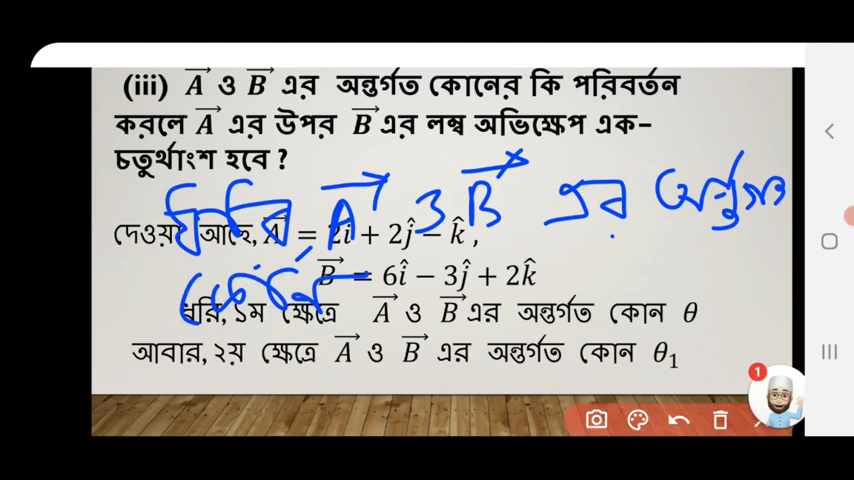 (iii) A ও B এর অন্তর্গত কোনের কি পরিবর্তন
করলে A এর উপর B এর লম্ব অভিক্ষেপ এক-
চতুর্থাংশ হবে ?
A ও B এর অন্তর্গত
দেওয়া আছে, A = 2î + 2ĵ − k̂ ,
B = 6î − 3ĵ + 2k̂
ধরি, ১ম ক্ষেত্রে A ও B এর অন্তর্গত কোন θ
আবার, ২য় ক্ষেত্রে A ও B এর অন্তর্গত কোন θ₁
1